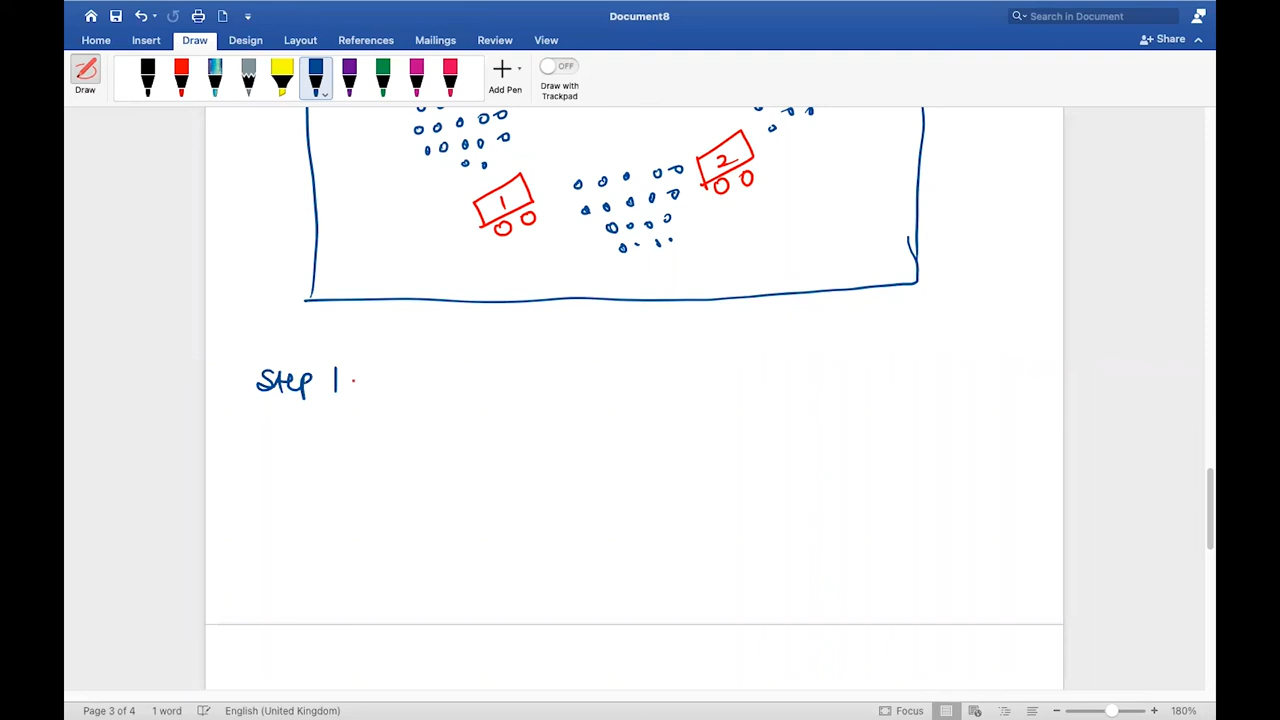 Document8
Search in Document
Home Insert Draw Design Layout References Mailings Review View
Share
Draw
Add Pen
OFF
Draw with
Trackpad
2
1
Step 1
Page 3 of 4 1 word English (United Kingdom) Focus 180%